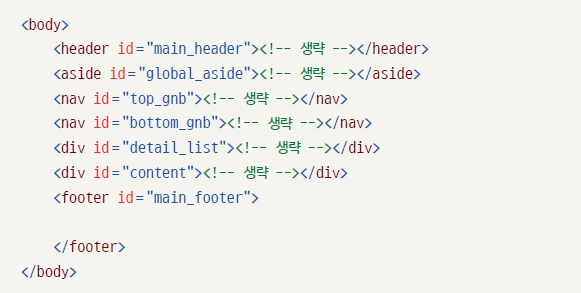 <body>
<header id="main_header"><!-- 생략 --></header>
<aside id="global_aside"><!-- 생략 --></aside>
<nav id="top_gnb"><!-- 생략 --></nav>
<nav id="bottom_gnb"><!-- 생략 --></nav>
<div id="detail_list"><!-- 생략 --></div>
<div id="content"><!-- 생략 --></div>
<footer id="main_footer">
</footer>
</body>